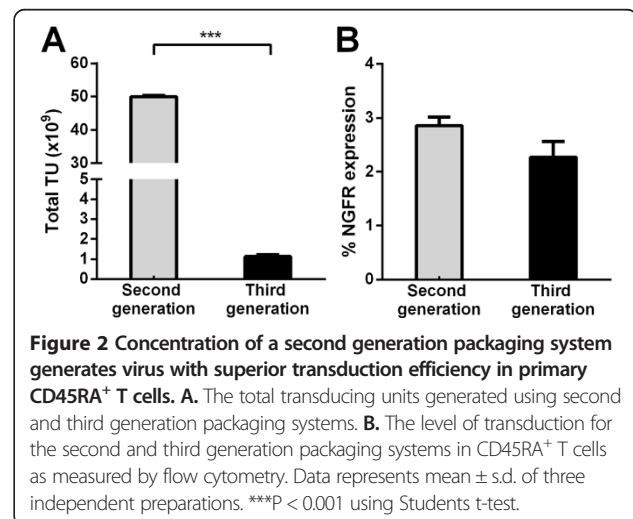 A
***
Total TU (x10⁹)
60
50
40
30
5
4
3
2
1
0
Second generation
Third generation
B
% NGFR expression
4
3
2
1
0
Second generation
Third generation
Figure 2 Concentration of a second generation packaging system
generates virus with superior transduction efficiency in primary
CD45RA⁺ T cells. A. The total transducing units generated using second
and third generation packaging systems. B. The level of transduction for
the second and third generation packaging systems in CD45RA⁺ T cells
as measured by flow cytometry. Data represents mean ± s.d. of three
independent preparations. ***P < 0.001 using Students t-test.